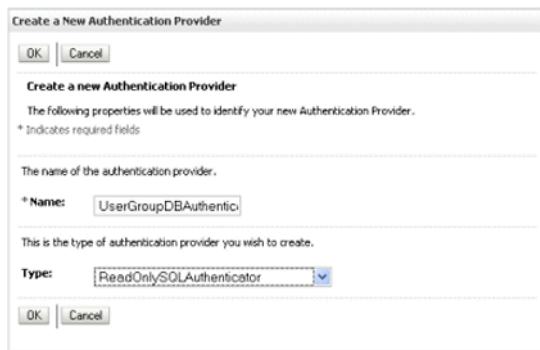 Create a New Authentication Provider
OK Cancel
Create a new Authentication Provider
The following properties will be used to identify your new Authentication Provider.
* Indicates required fields
The name of the authentication provider.
* Name: UserGroupDBAuthentic
This is the type of authentication provider you wish to create.
Type: ReadOnlySQLAuthenticator
OK Cancel